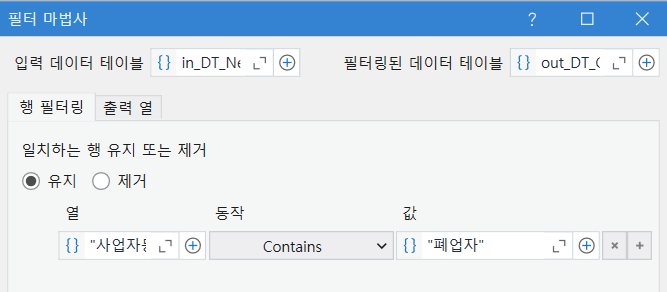 필터 마법사
입력 데이터 테이블 in_DT_Ne 필터링된 데이터 테이블 out_DT_
행 필터링 출력 열
일치하는 행 유지 또는 제거
유지 제거
열 동작 값
"사업자 Contains "폐업자"